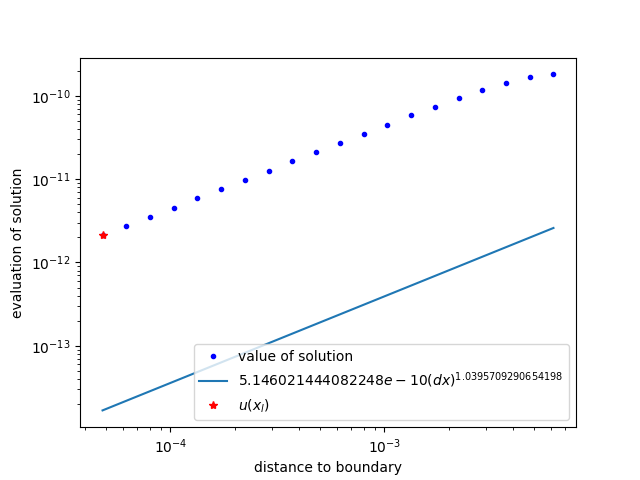 10⁻¹⁰
10⁻¹¹
10⁻¹²
10⁻¹³
evaluation of solution
value of solution
5.146021444082248e − 10(dx)^1.0395709290654198
u(x_l)
10⁻⁴
10⁻³
distance to boundary